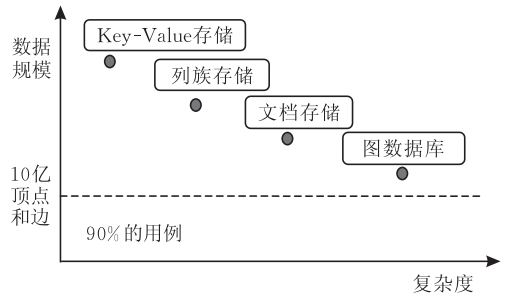 数据
规模
Key-Value存储
列族存储
文档存储
图数据库
10亿
顶点
和边
90%的用例
复杂度